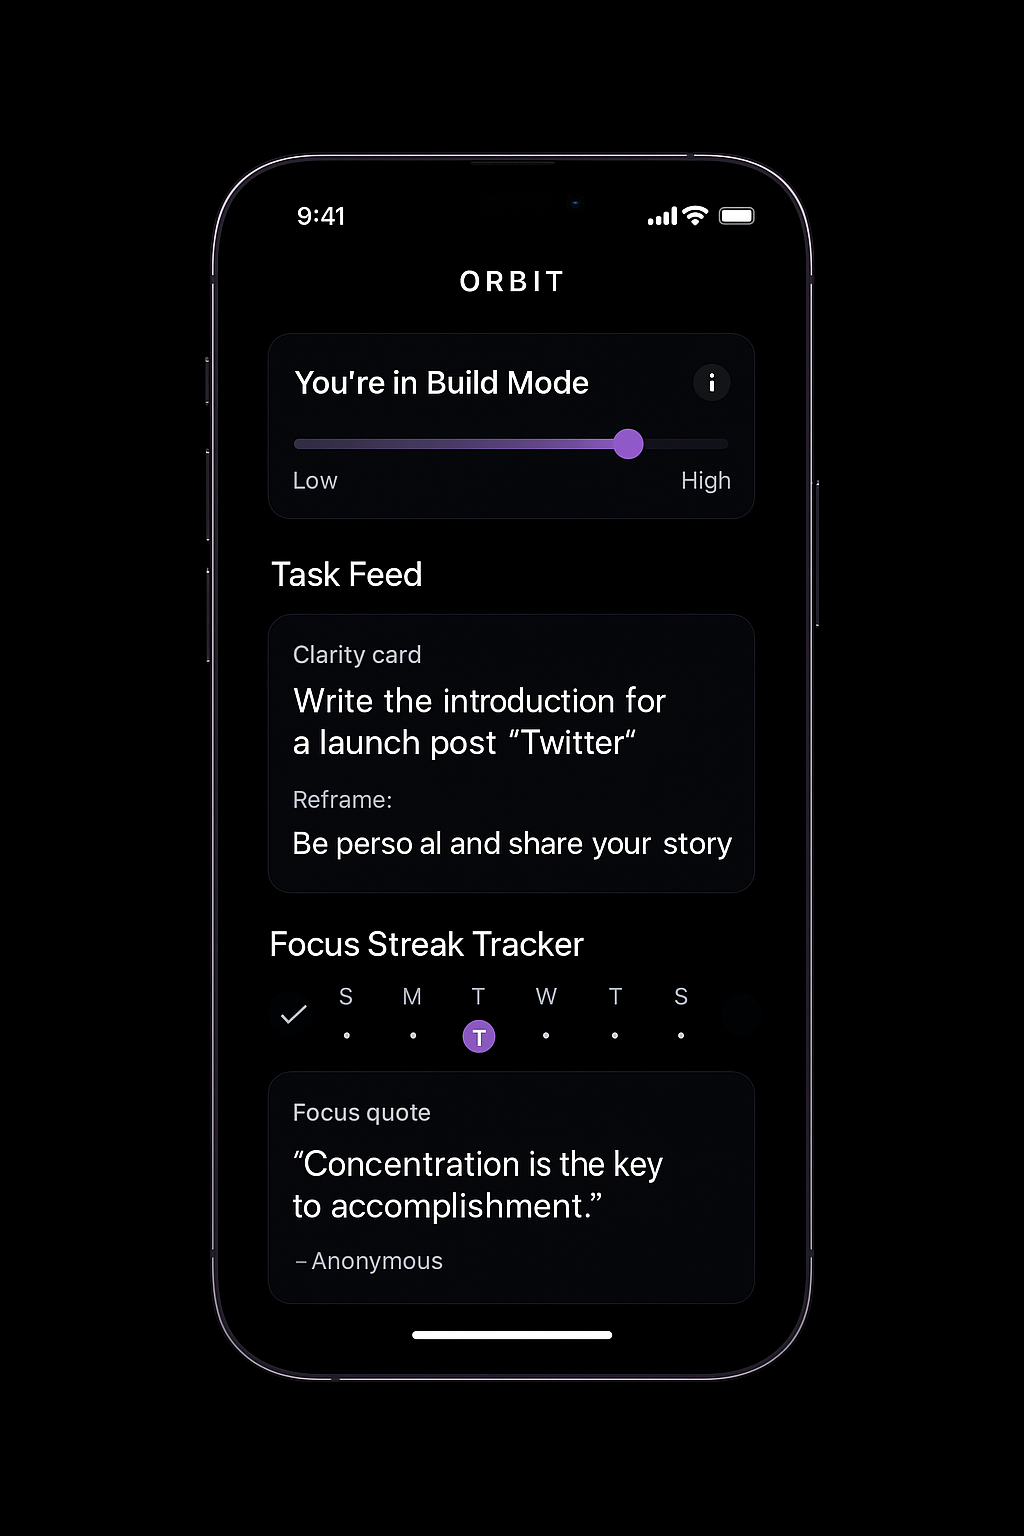 9:41
ORBIT
You're in Build Mode
Low High
Task Feed
Clarity card
Write the introduction for
a launch post “Twitter“
Reframe:
Be perso al and share your story
Focus Streak Tracker
S M T W T S
T
Focus quote
“Concentration is the key
to accomplishment.”
– Anonymous